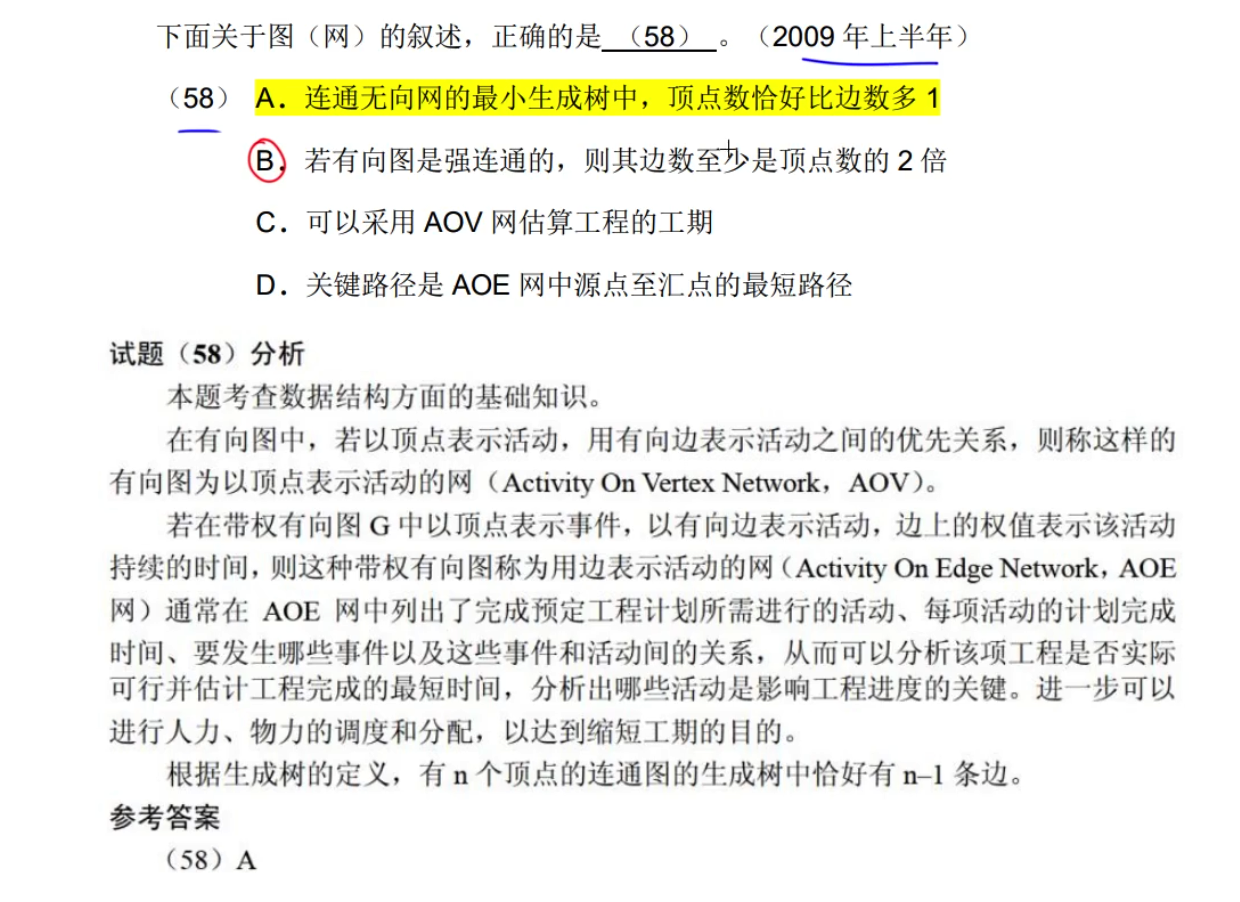 下面关于图（网）的叙述，正确的是 （58） 。（2009 年上半年）
（58） A．连通无向网的最小生成树中，顶点数恰好比边数多 1
B．若有向图是强连通的，则其边数至少是顶点数的 2 倍
C．可以采用 AOV 网估算工程的工期
D．关键路径是 AOE 网中源点至汇点的最短路径
试题（58）分析
本题考查数据结构方面的基础知识。
在有向图中，若以顶点表示活动，用有向边表示活动之间的优先关系，则称这样的
有向图为以顶点表示活动的网（Activity On Vertex Network，AOV）。
若在带权有向图 G 中以顶点表示事件，以有向边表示活动，边上的权值表示该活动
持续的时间，则这种带权有向图称为用边表示活动的网（Activity On Edge Network，AOE
网）通常在 AOE 网中列出了完成预定工程计划所需进行的活动、每项活动的计划完成
时间、要发生哪些事件以及这些事件和活动间的关系，从而可以分析该项工程是否实际
可行并估计工程完成的最短时间，分析出哪些活动是影响工程进度的关键。进一步可以
进行人力、物力的调度和分配，以达到缩短工期的目的。
根据生成树的定义，有 n 个顶点的连通图的生成树中恰好有 n–1 条边。
参考答案
（58）A